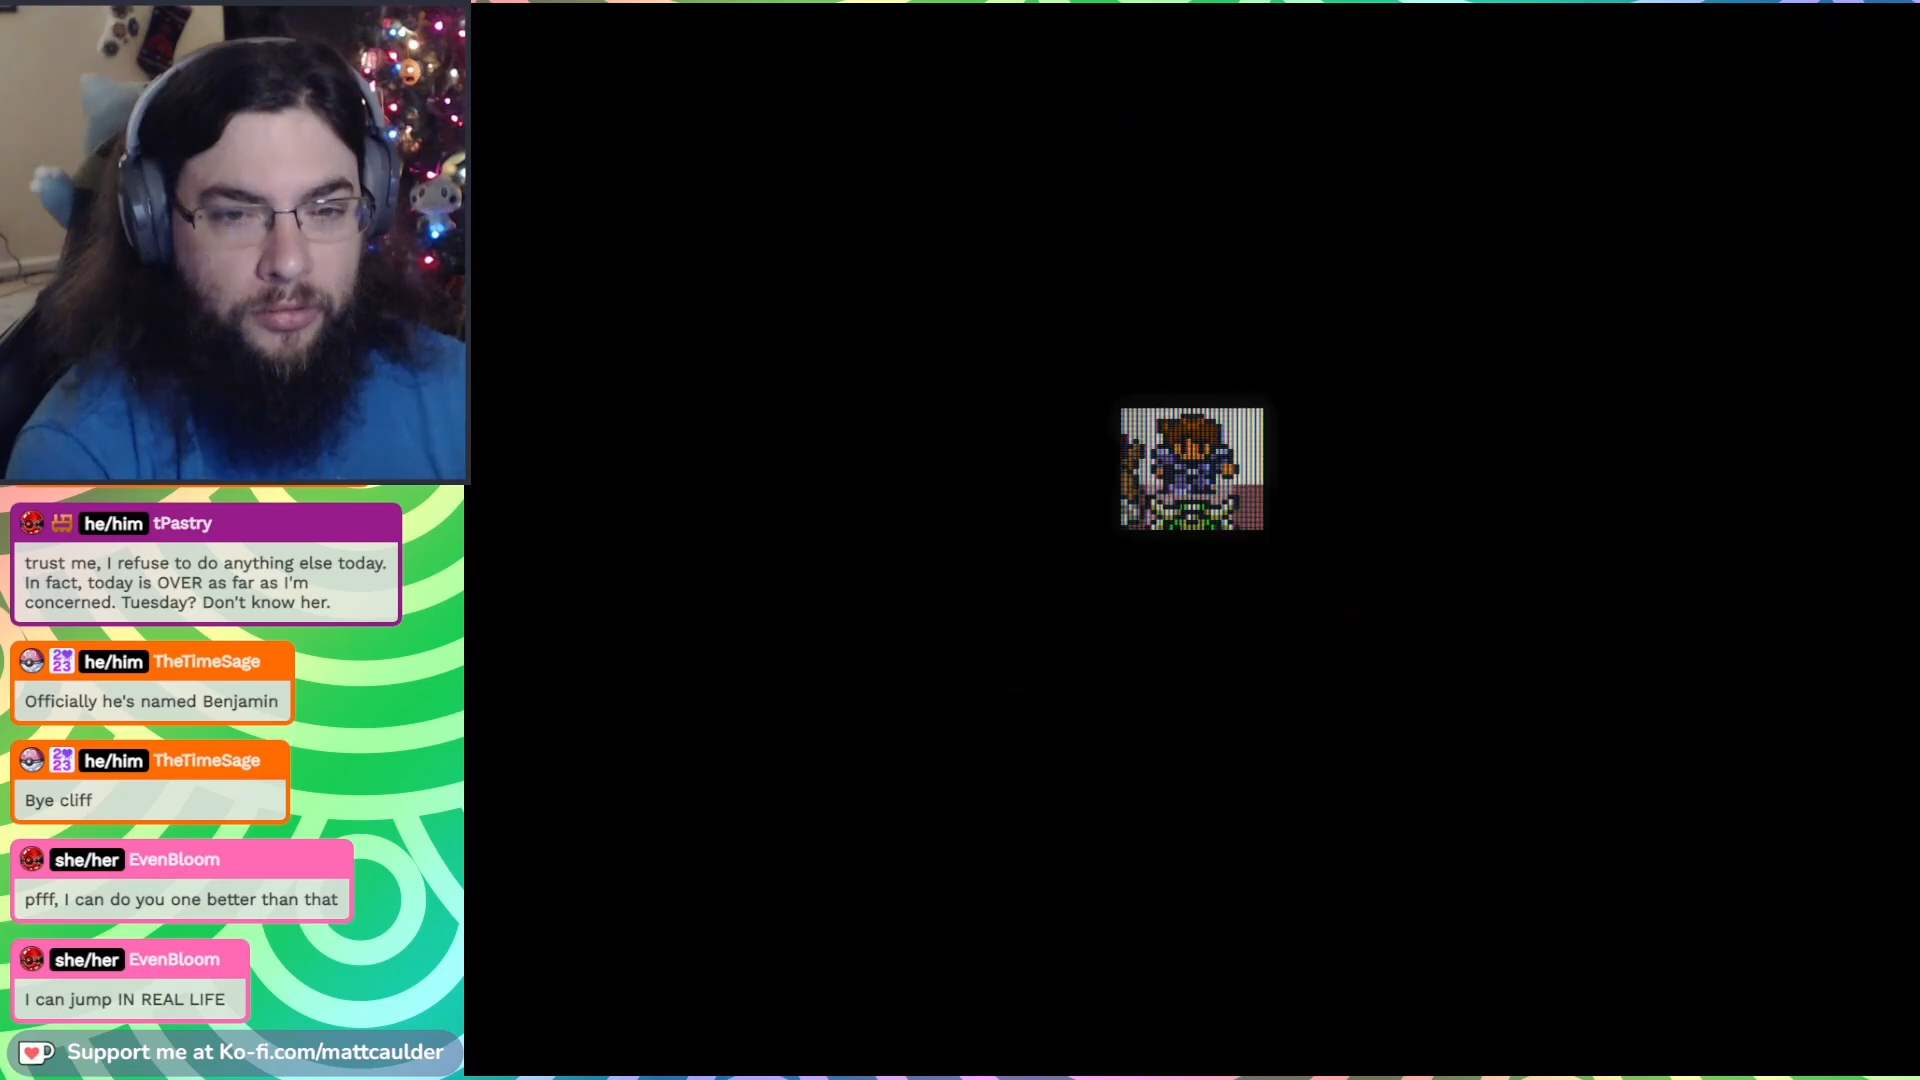 he/him tPastry
trust me, I refuse to do anything else today.
In fact, today is OVER as far as I'm
concerned. Tuesday? Don't know her.
2023 he/him TheTimeSage
Officially he's named Benjamin
2023 he/him TheTimeSage
Bye cliff
she/her EvenBloom
pfff, I can do you one better than that
she/her EvenBloom
I can jump IN REAL LIFE
Support me at Ko-fi.com/mattcaulder